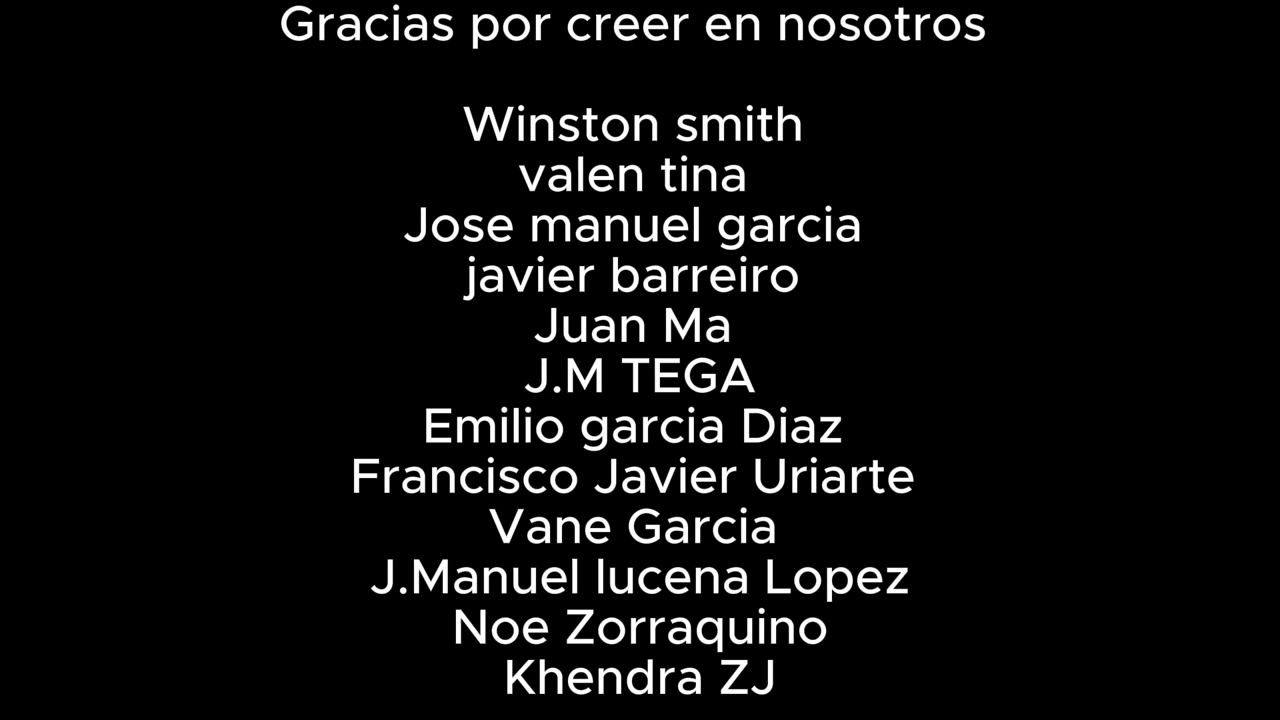 Gracias por creer en nosotros
Winston smith
valen tina
Jose manuel garcia
javier barreiro
Juan Ma
J.M TEGA
Emilio garcia Diaz
Francisco Javier Uriarte
Vane Garcia
J.Manuel lucena Lopez
Noe Zorraquino
Khendra ZJ